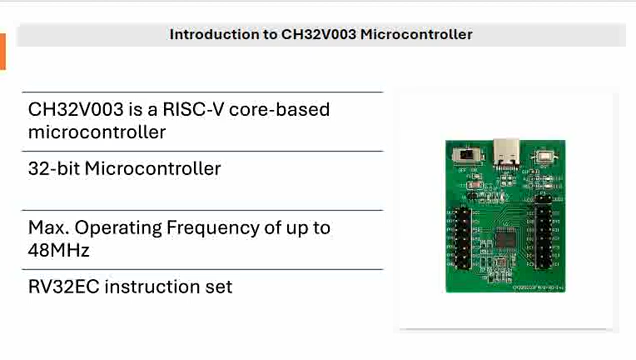 Introduction to CH32V003 Microcontroller
CH32V003 is a RISC-V core-based
microcontroller
32-bit Microcontroller
Max. Operating Frequency of up to
48MHz
RV32EC instruction set